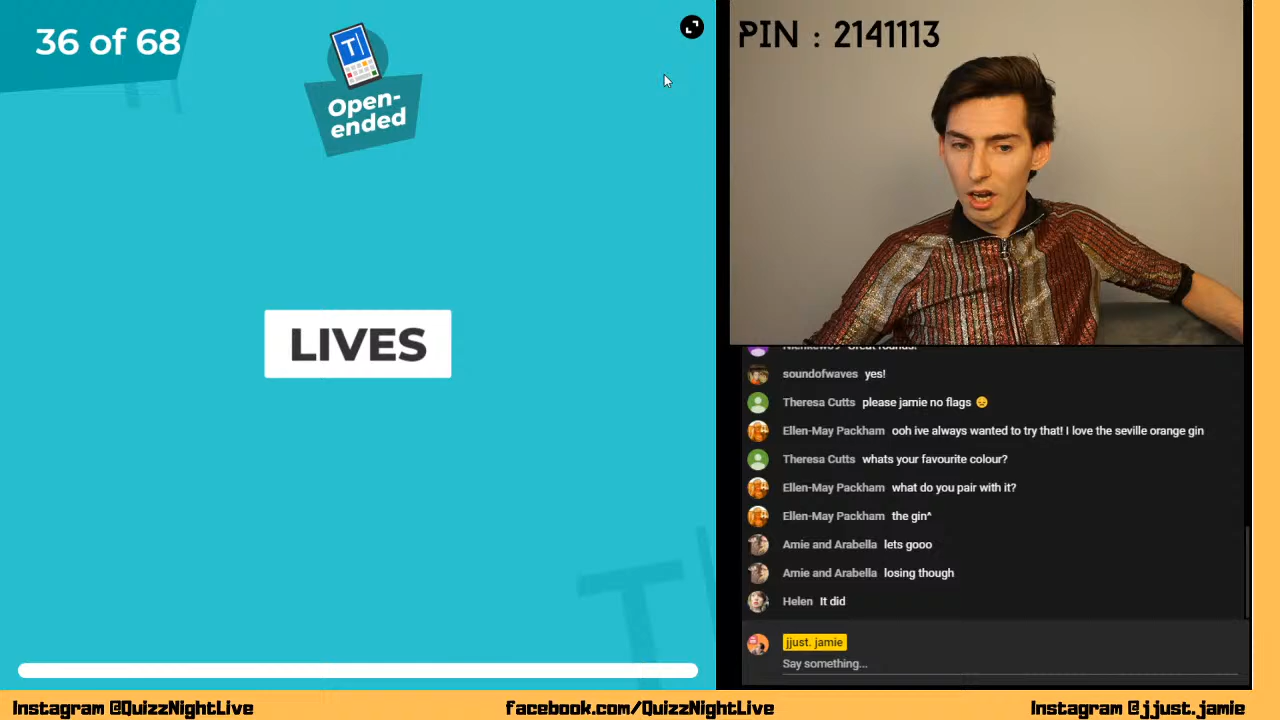 36 of 68
T
Open-
ended
LIVES
PIN : 2141113
soundofwaves yes!
Theresa Cutts please jamie no flags
Ellen-May Packham ooh ive always wanted to try that! I love the seville orange gin
Theresa Cutts whats your favourite colour?
Ellen-May Packham what do you pair with it?
Ellen-May Packham the gin^
Amie and Arabella lets gooo
Amie and Arabella losing though
Helen It did
jjust. jamie
Say something...
Instagram @QuizzNightLive
facebook.com/QuizzNightLive
Instagram @jjust.jamie